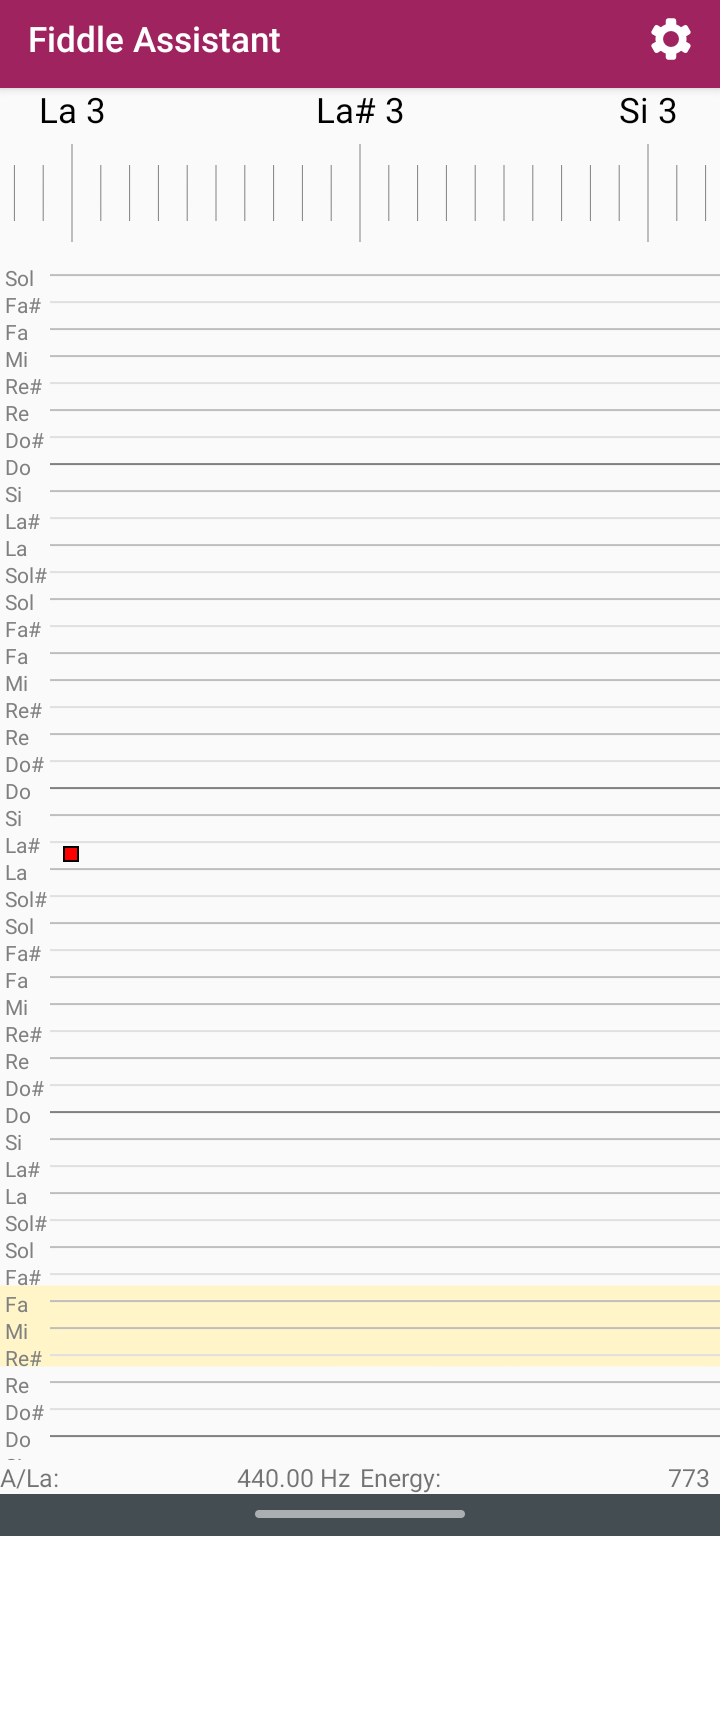 Fiddle Assistant
La 3 La# 3 Si 3
Sol
Fa#
Fa
Mi
Re#
Re
Do#
Do
Si
La#
La
Sol#
Sol
Fa#
Fa
Mi
Re#
Re
Do#
Do
Si
La#
La
Sol#
Sol
Fa#
Fa
Mi
Re#
Re
Do#
Do
Si
La#
La
Sol#
Sol
Fa#
Fa
Mi
Re#
Re
Do#
Do
A/La: 440.00 Hz Energy: 773